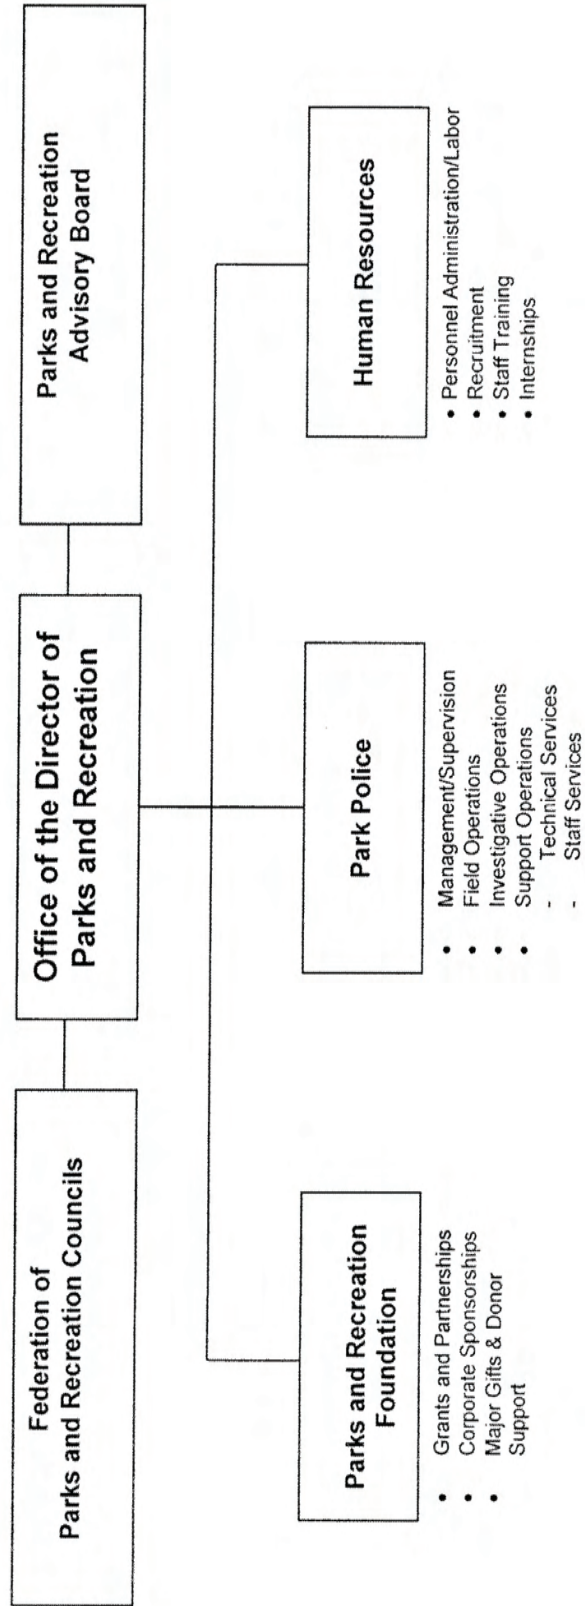 Federation of
Parks and Recreation Councils
Office of the Director of
Parks and Recreation
Parks and Recreation
Advisory Board
Parks and Recreation
Foundation
• Grants and Partnerships
• Corporate Sponsorships
• Major Gifts & Donor
Support
Park Police
• Management/Supervision
• Field Operations
• Investigative Operations
• Support Operations
- Technical Services
- Staff Services
Human Resources
• Personnel Administration/Labor
• Recruitment
• Staff Training
• Internships